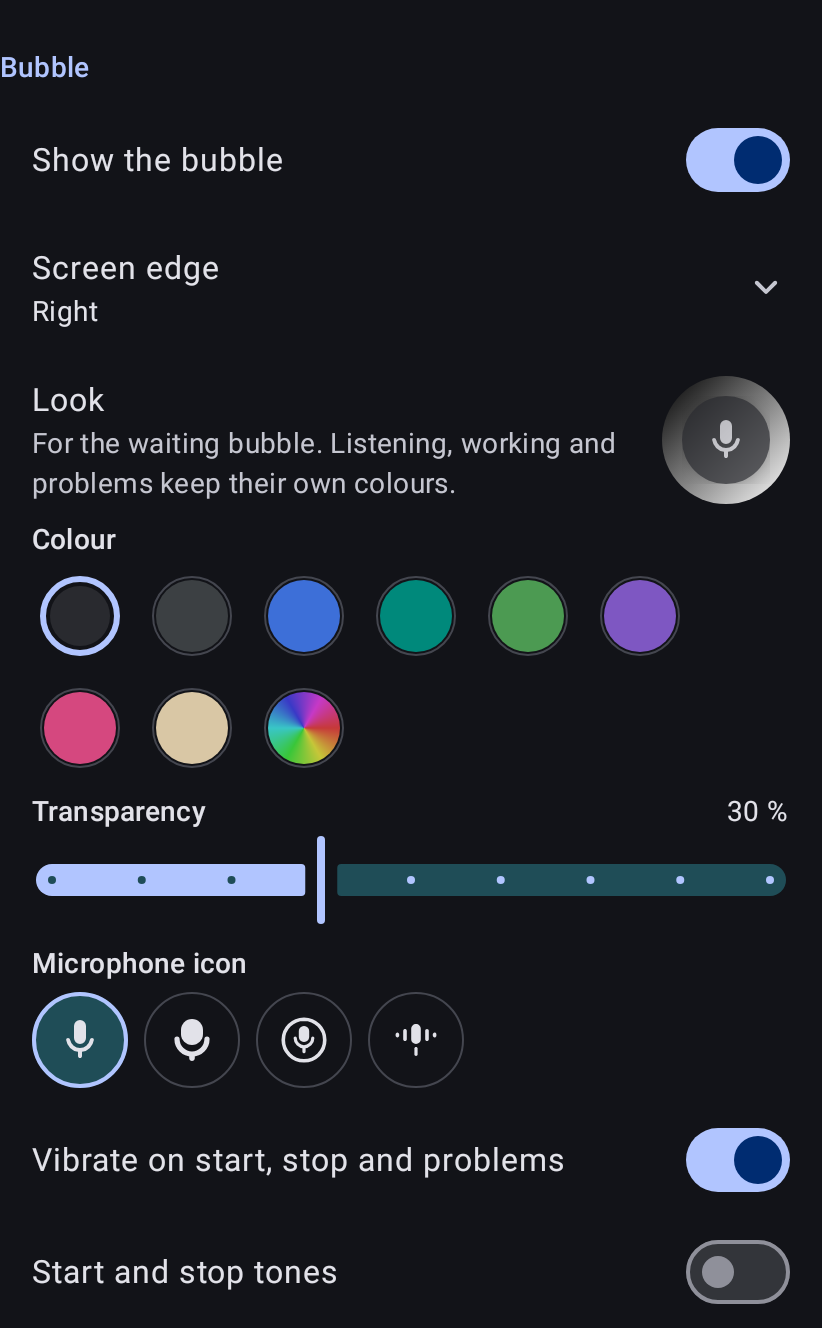 Bubble
Show the bubble
Screen edge
Right
Look
For the waiting bubble. Listening, working and
problems keep their own colours.
Colour
Transparency
30 %
Microphone icon
Vibrate on start, stop and problems
Start and stop tones